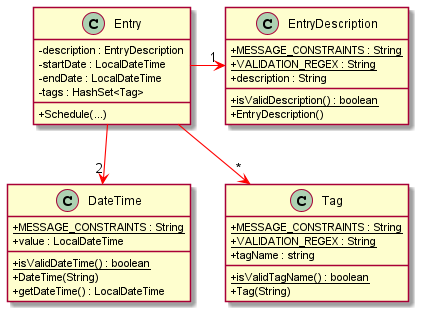 C Entry
-description : EntryDescription
-startDate : LocalDateTime
-endDate : LocalDateTime
-tags : HashSet<Tag>
+Schedule(...)
1
C EntryDescription
+MESSAGE_CONSTRAINTS : String
+VALIDATION_REGEX : String
+description : String
+isValidDescription() : boolean
+EntryDescription()
2
*
C DateTime
+MESSAGE_CONSTRAINTS : String
+value : LocalDateTime
+isValidDateTime() : boolean
+DateTime(String)
+getDateTime() : LocalDateTime
C Tag
+MESSAGE_CONSTRAINTS : String
+VALIDATION_REGEX : String
+tagName : string
+isValidTagName() : boolean
+Tag(String)